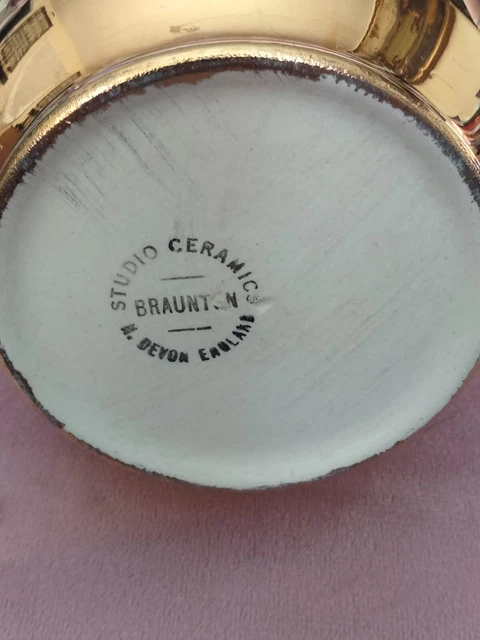 STUDIO CERAMICS
BRAUNTON
N. DEVON ENGLAND